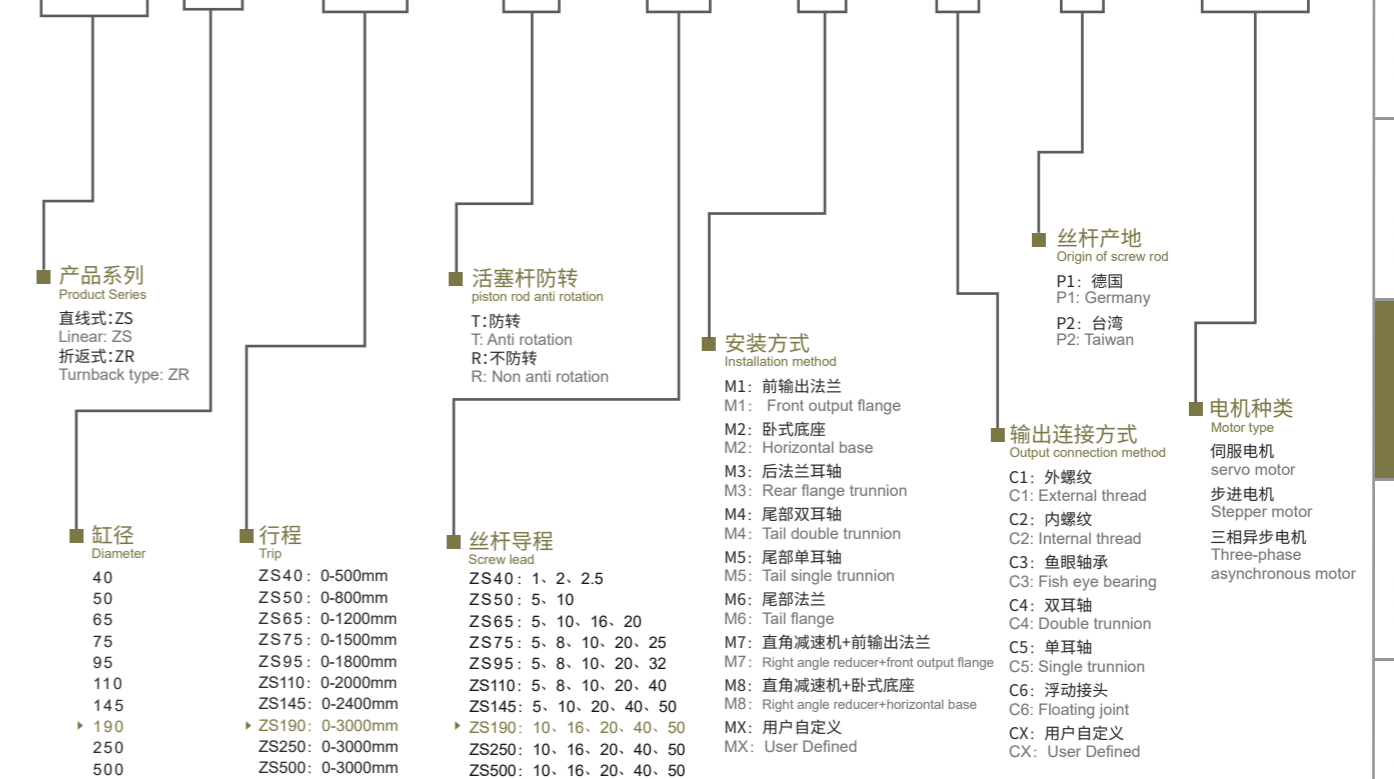 产品系列
Product Series
直线式:ZS
Linear: ZS
折返式:ZR
Turnback type: ZR
活塞杆防转
piston rod anti rotation
T:防转
T: Anti rotation
R:不防转
R: Non anti rotation
丝杆产地
Origin of screw rod
P1: 德国
P1: Germany
P2: 台湾
P2: Taiwan
安装方式
Installation method
M1: 前输出法兰
M1: Front output flange
M2: 卧式底座
M2: Horizontal base
M3: 后法兰耳轴
M3: Rear flange trunnion
M4: 尾部双耳轴
M4: Tail double trunnion
M5: 尾部单耳轴
M5: Tail single trunnion
M6: 尾部法兰
M6: Tail flange
M7: 直角减速机+前输出法兰
M7: Right angle reducer+front output flange
M8: 直角减速机+卧式底座
M8: Right angle reducer+horizontal base
MX: 用户自定义
MX: User Defined
输出连接方式
Output connection method
C1: 外螺纹
C1: External thread
C2: 内螺纹
C2: Internal thread
C3: 鱼眼轴承
C3: Fish eye bearing
C4: 双耳轴
C4: Double trunnion
C5: 单耳轴
C5: Single trunnion
C6: 浮动接头
C6: Floating joint
CX: 用户自定义
CX: User Defined
电机种类
Motor type
伺服电机
servo motor
步进电机
Stepper motor
三相异步电机
Three-phase
asynchronous motor
缸径
Diameter
40
50
65
75
95
110
145
190
250
500
行程
Trip
ZS40: 0-500mm
ZS50: 0-800mm
ZS65: 0-1200mm
ZS75: 0-1500mm
ZS95: 0-1800mm
ZS110: 0-2000mm
ZS145: 0-2400mm
ZS190: 0-3000mm
ZS250: 0-3000mm
ZS500: 0-3000mm
丝杆导程
Screw lead
ZS40: 1、2、2.5
ZS50: 5、10
ZS65: 5、10、16、20
ZS75: 5、8、10、20、25
ZS95: 5、8、10、20、32
ZS110: 5、8、10、20、40
ZS145: 5、10、20、40、50
ZS190: 10、16、20、40、50
ZS250: 10、16、20、40、50
ZS500: 10、16、20、40、50